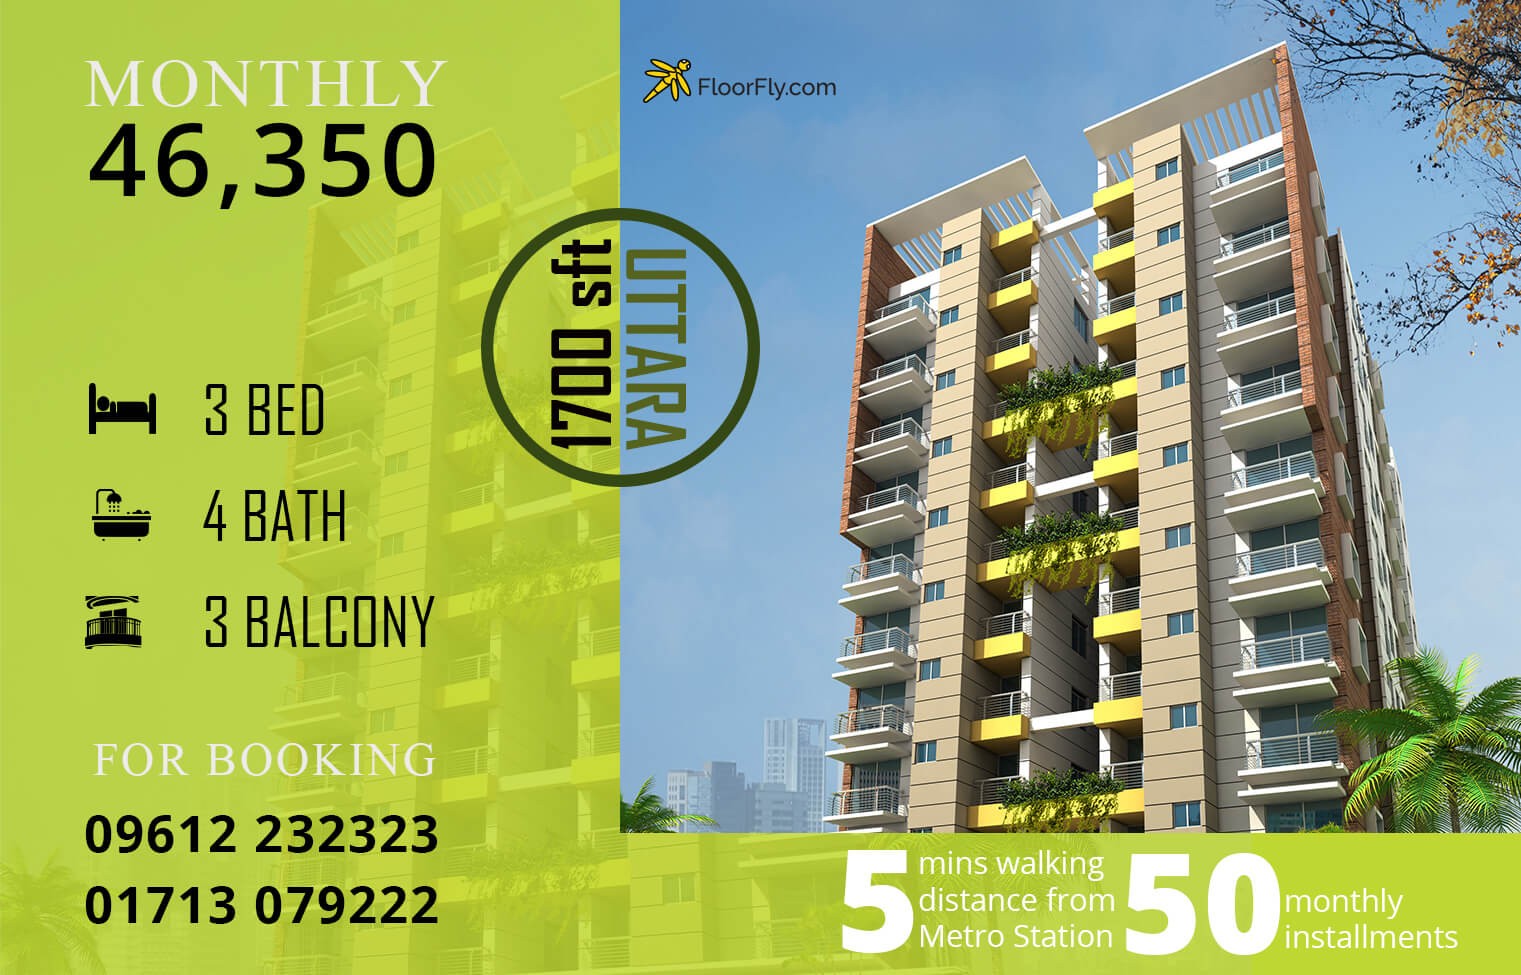 MONTHLY
46,350
FloorFly.com
1700 sft
UTTARA
3 BED
4 BATH
3 BALCONY
FOR BOOKING
09612 232323
01713 079222
5 mins walking
distance from
Metro Station
50 monthly
installments